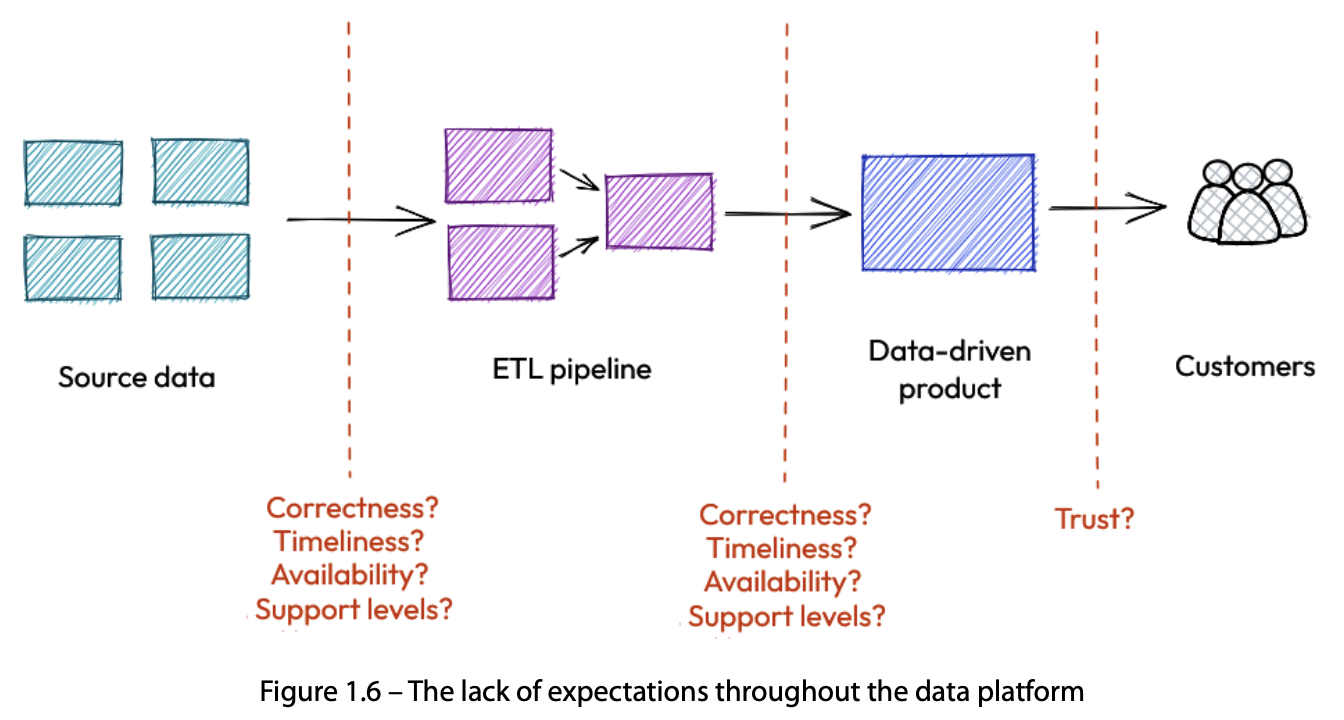 Source data
ETL pipeline
Data-driven
product
Customers
Correctness?
Timeliness?
Availability?
Support levels?
Correctness?
Timeliness?
Availability?
Support levels?
Trust?
Figure 1.6 – The lack of expectations throughout the data platform